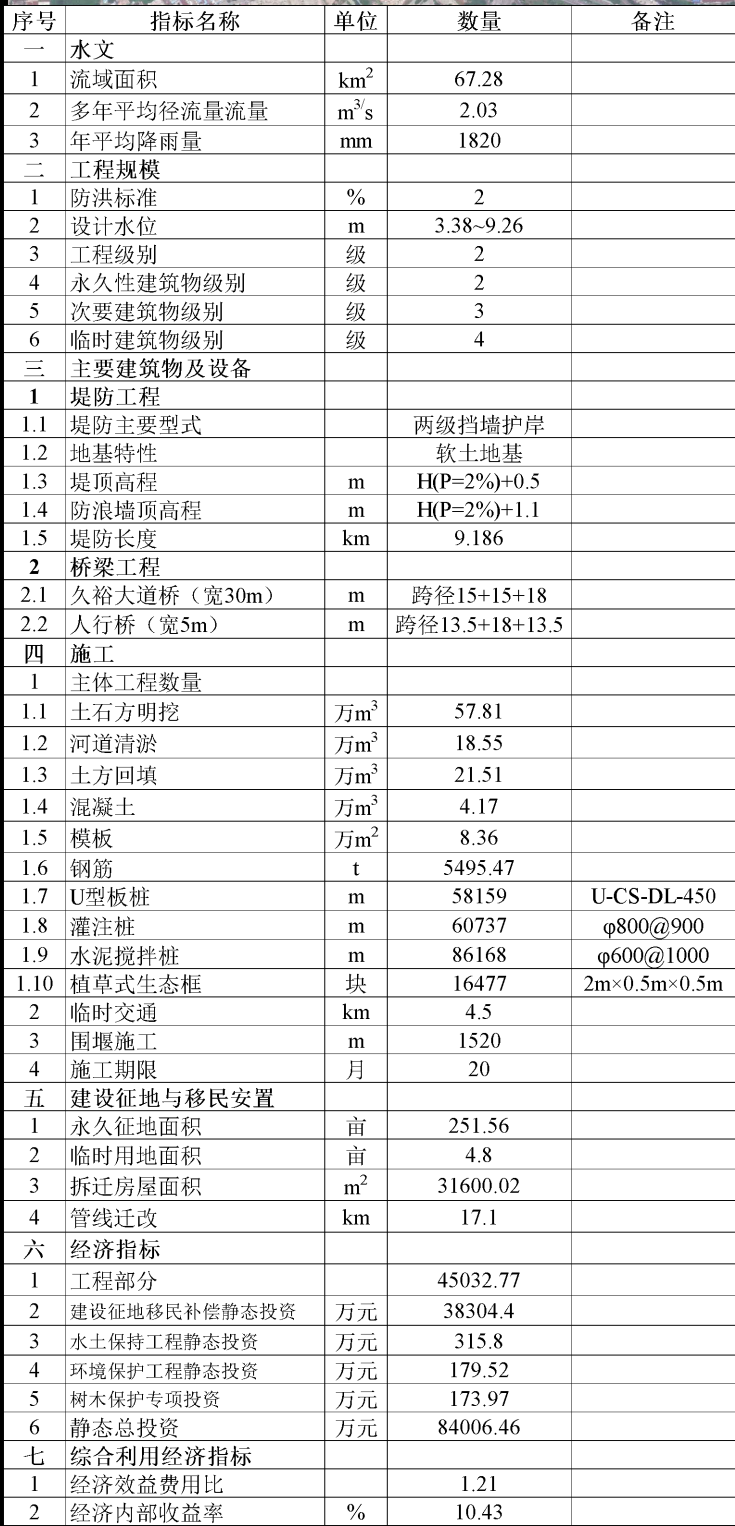 序号 指标名称 单位 数量 备注
一 水文
1 流域面积 km² 67.28
2 多年平均径流量流量 m³/s 2.03
3 年平均降雨量 mm 1820
二 工程规模
1 防洪标准 % 2
2 设计水位 m 3.38~9.26
3 工程级别 级 2
4 永久性建筑物级别 级 2
5 次要建筑物级别 级 3
6 临时建筑物级别 级 4
三 主要建筑物及设备
1 堤防工程
1.1 堤防主要型式 两级挡墙护岸
1.2 地基特性 软土地基
1.3 堤顶高程 m H(P=2%)+0.5
1.4 防浪墙顶高程 m H(P=2%)+1.1
1.5 堤防长度 km 9.186
2 桥梁工程
2.1 久裕大道桥（宽30m） m 跨径15+15+18
2.2 人行桥（宽5m） m 跨径13.5+18+13.5
四 施工
1 主体工程数量
1.1 土石方明挖 万m³ 57.81
1.2 河道清淤 万m³ 18.55
1.3 土方回填 万m³ 21.51
1.4 混凝土 万m³ 4.17
1.5 模板 万m² 8.36
1.6 钢筋 t 5495.47
1.7 U型板桩 m 58159 U-CS-DL-450
1.8 灌注桩 m 60737 φ800@900
1.9 水泥搅拌桩 m 86168 φ600@1000
1.10 植草式生态框 块 16477 2m×0.5m×0.5m
2 临时交通 km 4.5
3 围堰施工 m 1520
4 施工期限 月 20
五 建设征地与移民安置
1 永久征地面积 亩 251.56
2 临时用地面积 亩 4.8
3 拆迁房屋面积 m² 31600.02
4 管线迁改 km 17.1
六 经济指标
1 工程部分 45032.77
2 建设征地移民补偿静态投资 万元 38304.4
3 水土保持工程静态投资 万元 315.8
4 环境保护工程静态投资 万元 179.52
5 树木保护专项投资 万元 173.97
6 静态总投资 万元 84006.46
七 综合利用经济指标
1 经济效益费用比 1.21
2 经济内部收益率 % 10.43